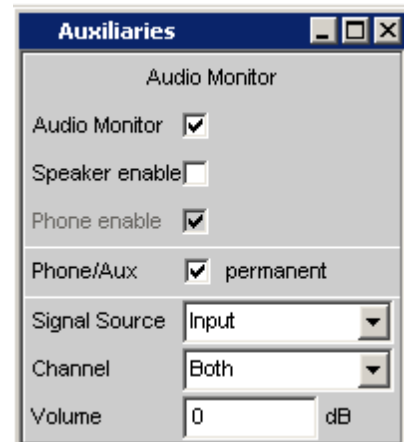 Auxiliaries
Audio Monitor
Audio Monitor
Speaker enable
Phone enable
Phone/Aux permanent
Signal Source Input
Channel Both
Volume 0 dB